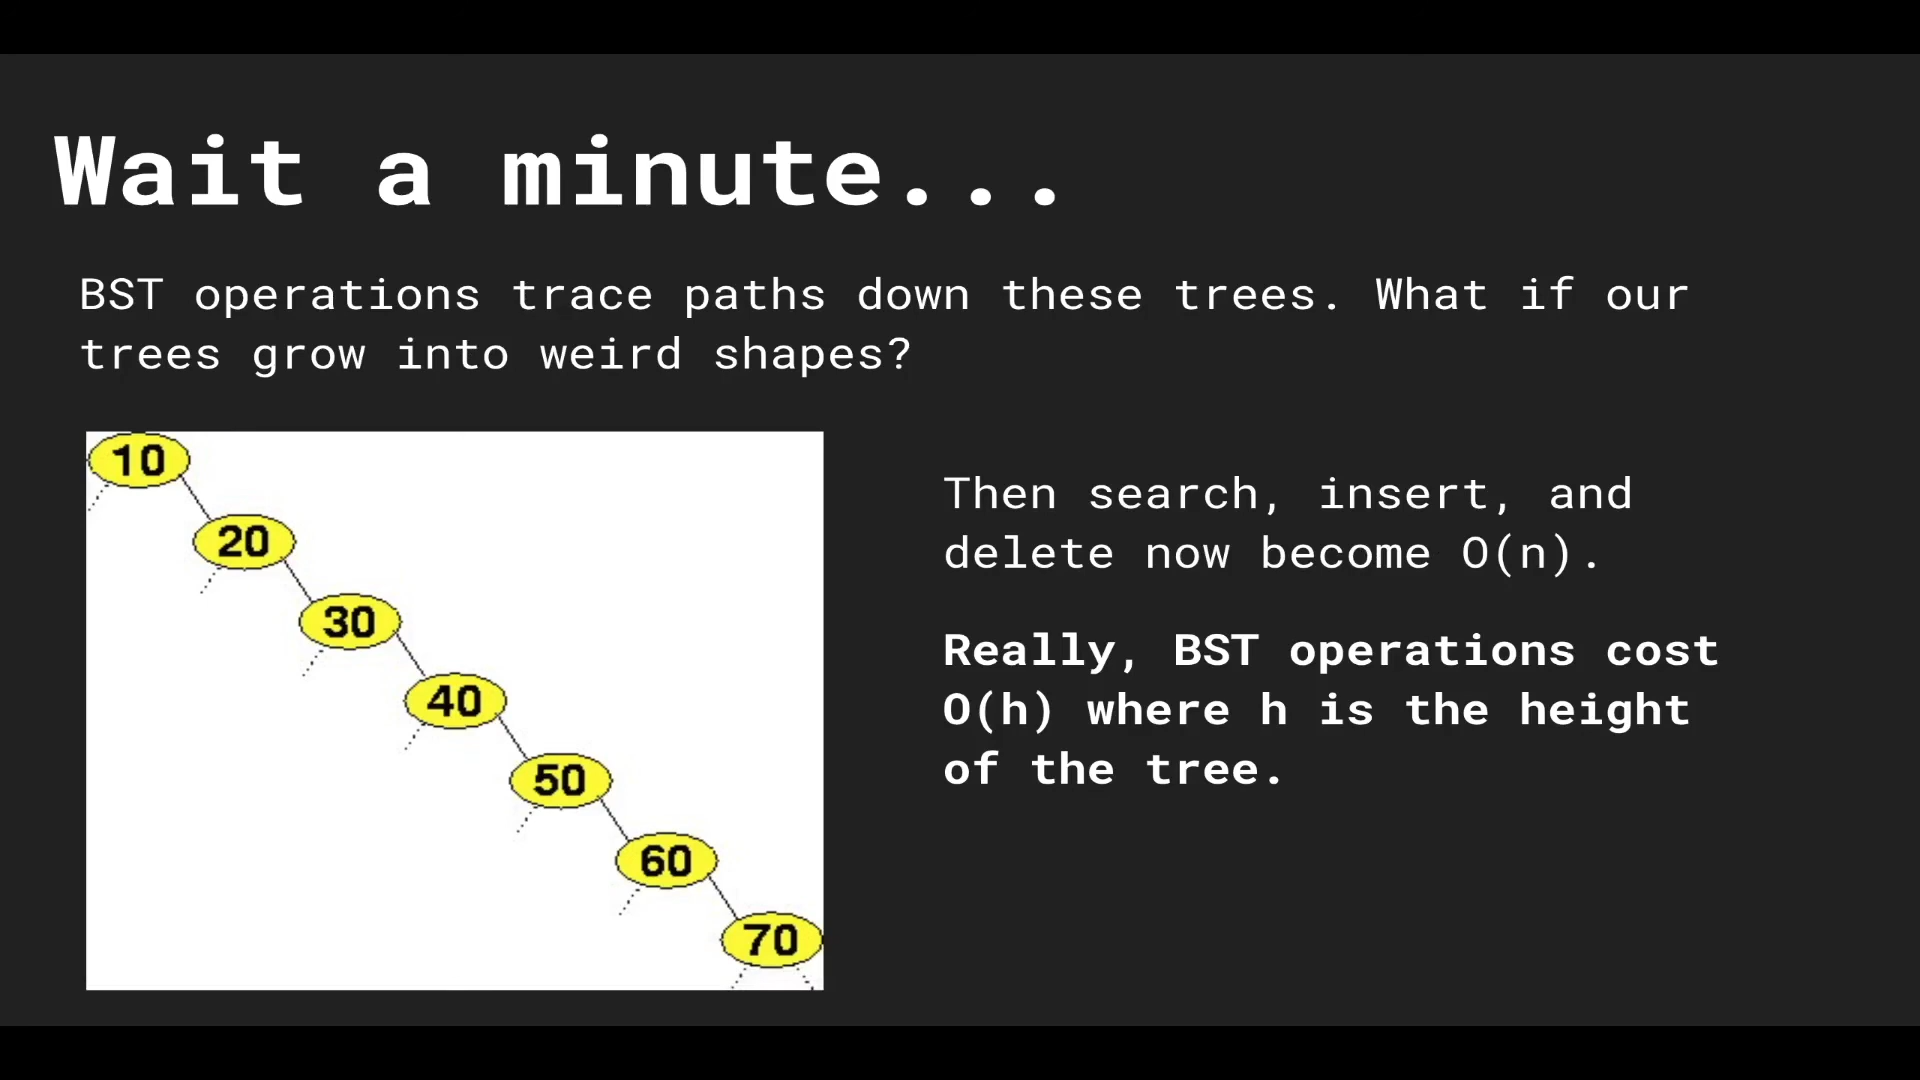 Wait a minute...
BST operations trace paths down these trees. What if our
trees grow into weird shapes?
10
20
30
40
50
60
70
Then search, insert, and
delete now become O(n).
Really, BST operations cost
O(h) where h is the height
of the tree.